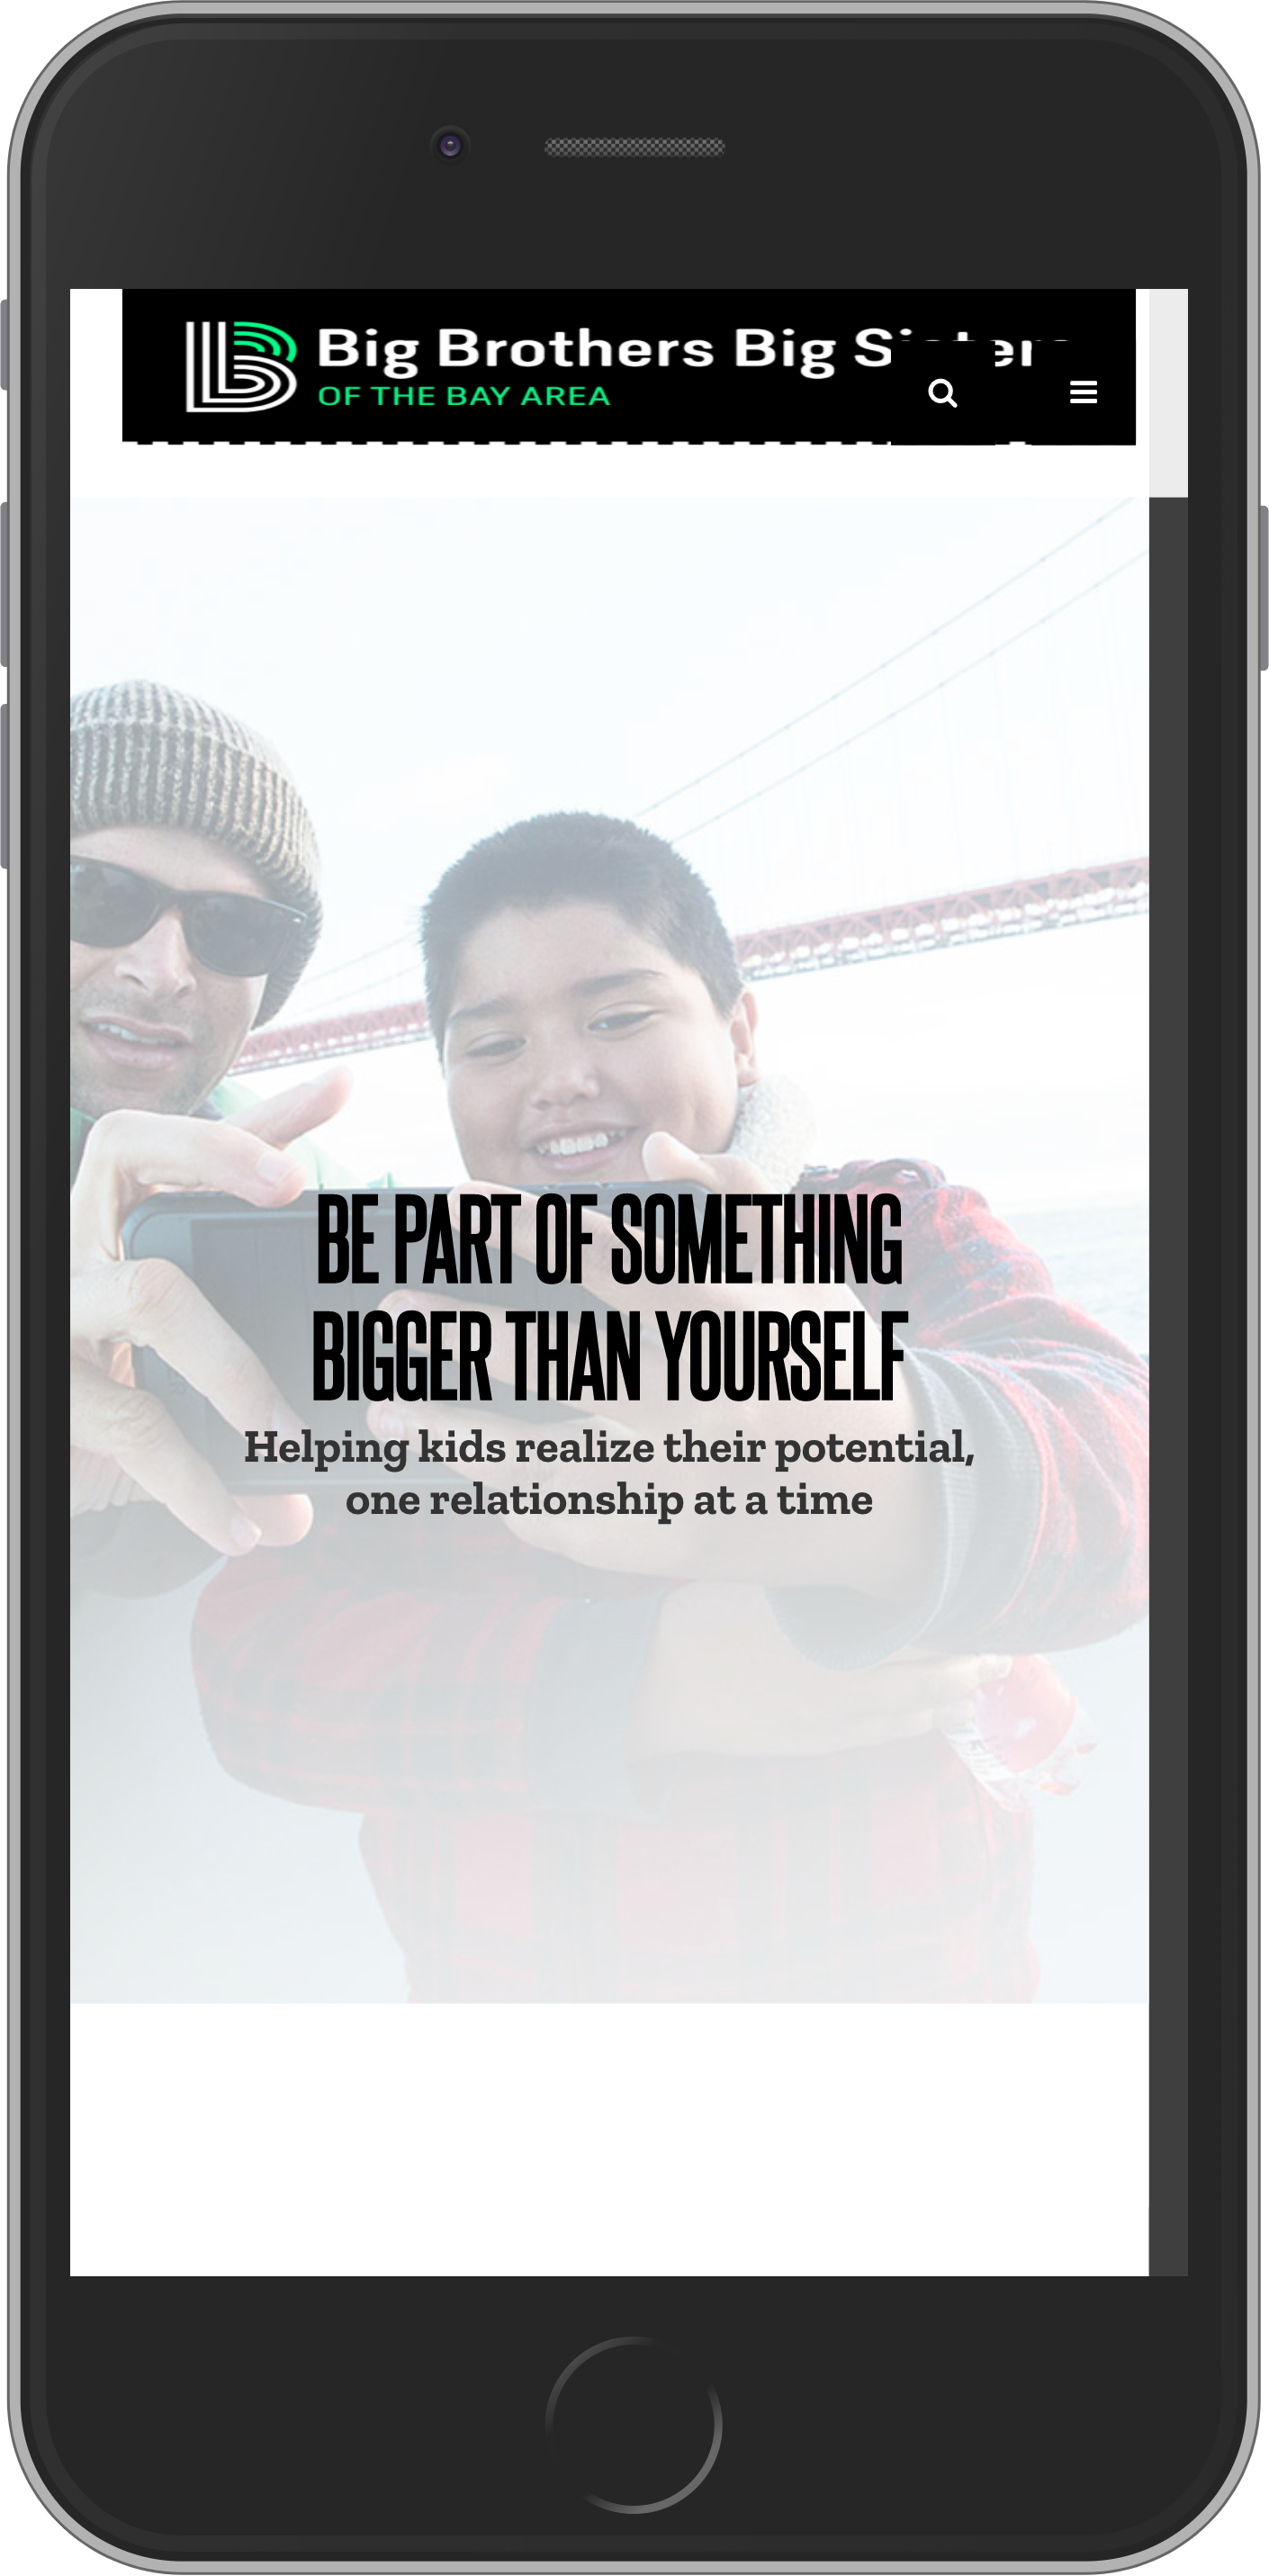 Big Brothers Big
OF THE BAY AREA
BE PART OF SOMETHING
BIGGER THAN YOURSELF
Helping kids realize their potential,
one relationship at a time